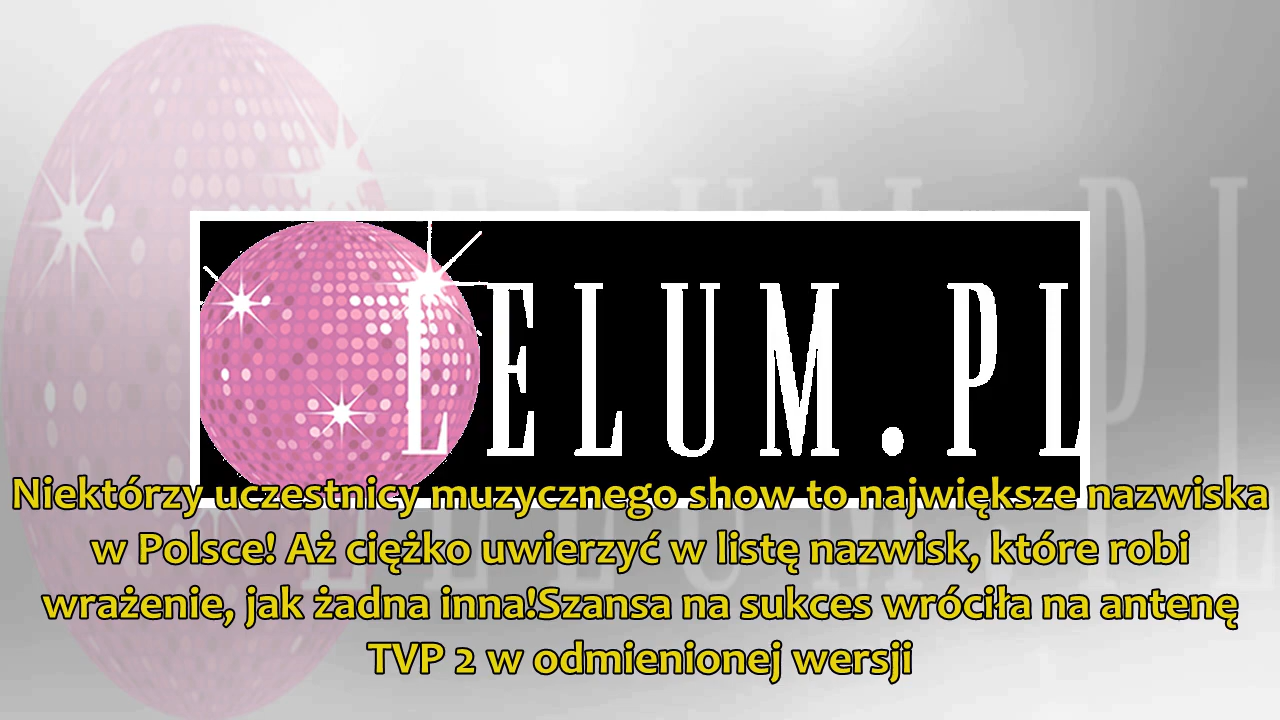 LELUM.PL
Niektórzy uczestnicy muzycznego show to największe nazwiska
w Polsce! Aż ciężko uwierzyć w listę nazwisk, które robi
wrażenie, jak żadna inna!Szansa na sukces wróciła na antenę
TVP 2 w odmienionej wersji